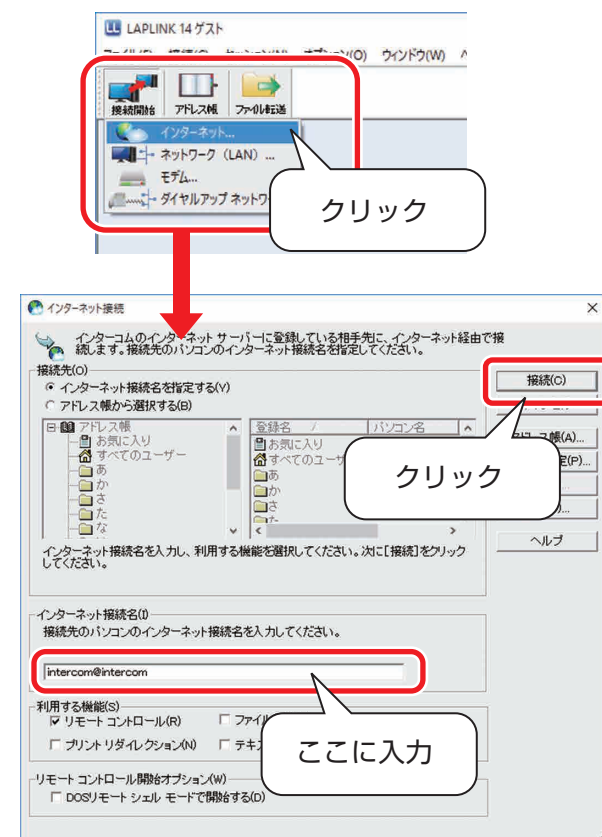 LAPLINK 14 ゲスト
ウィンドウ(W)
接続開始 アドレス帳 ファイル転送
インターネット...
ネットワーク (LAN) ...
モデム...
ダイヤルアップ ネットワ
クリック
インターネット接続
インターコムのインターネット サーバーに登録している相手先に、インターネット経由で接
続します。接続先のパソコンのインターネット接続名を指定してください。
接続先(O)
インターネット接続名を指定する(Y)
アドレス帳から選択する(B)
アドレス帳
お気に入り
すべてのユーザー
あ
か
さ
た
な
登録名 / パソコン名
お気に入り
すべてのユーザ
あ
か
さ
た
接続(C)
帳(A)...
定(P)...
ヘルプ
クリック
インターネット接続名を入力し、利用する機能を選択してください。次に[接続]をクリック
してください。
インターネット接続名(I)
接続先のパソコンのインターネット接続名を入力してください。
intercom@intercom
利用する機能(S)
リモート コントロール(R) ファイル
プリント リダイレクション(N) テキス
ここに入力
リモート コントロール開始オプション(W)
DOSリモート シェル モードで開始する(D)